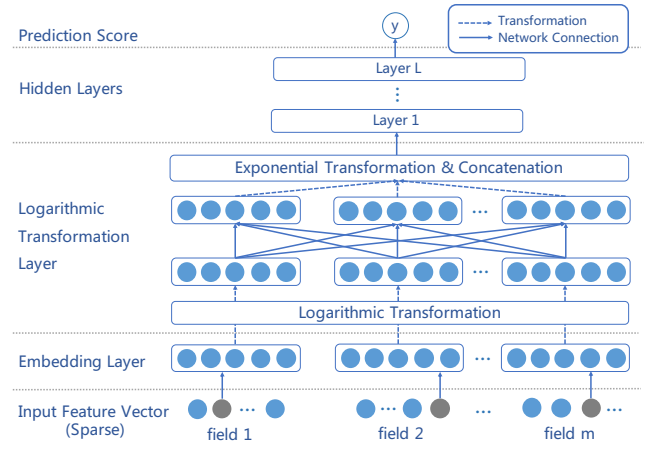 Prediction Score
y
Transformation
Network Connection
Hidden Layers
Layer L
Layer 1
Exponential Transformation & Concatenation
Logarithmic
Transformation
Layer
...
...
Logarithmic Transformation
Embedding Layer
...
Input Feature Vector
(Sparse)
...
...
...
...
field 1
field 2
field m